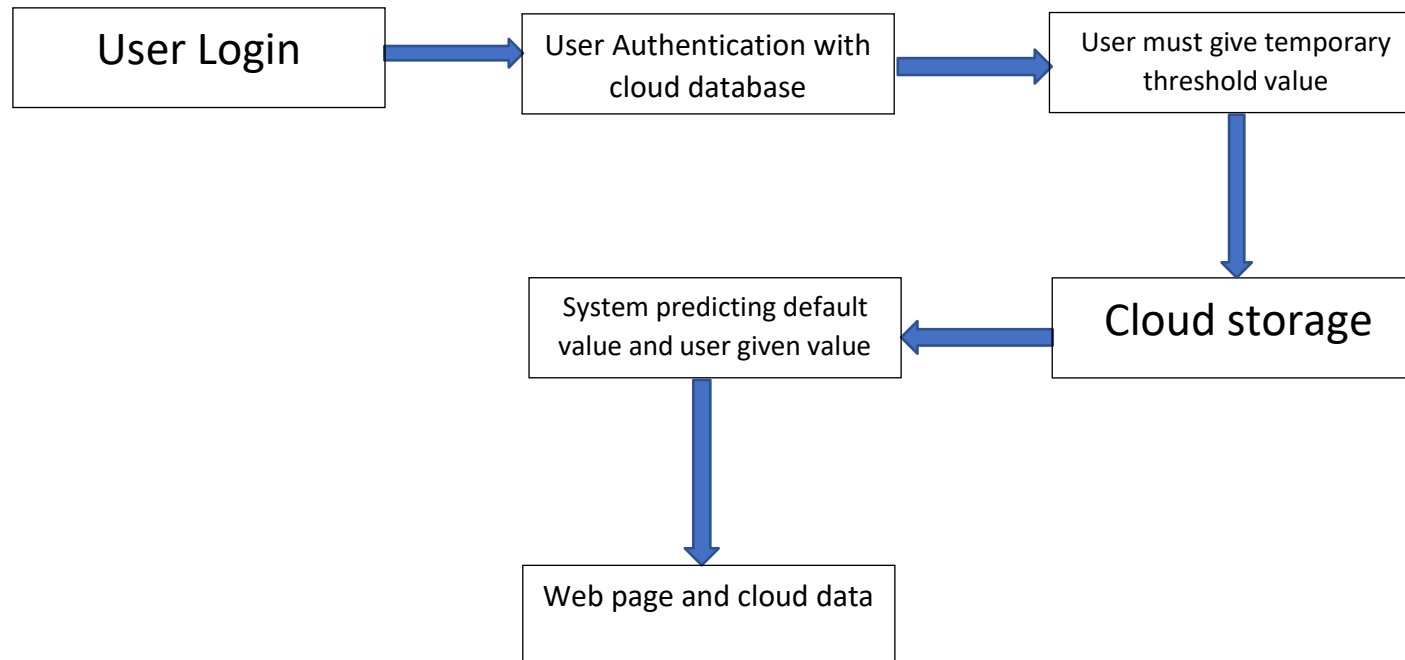 User Login
User Authentication with
cloud database
User must give temporary
threshold value
Cloud storage
System predicting default
value and user given value
Web page and cloud data